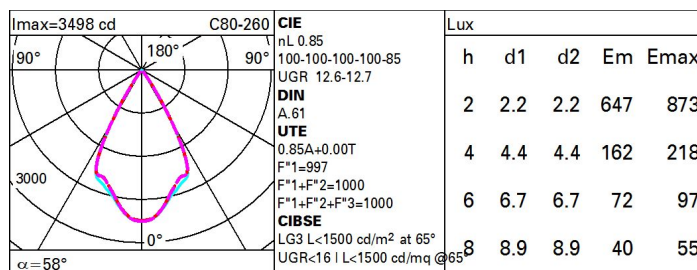 Imax=3498 cd C80-260
180°
90° 90°
3000
0°
α=58°
CIE
nL 0.85
100-100-100-100-85
UGR 12.6-12.7
DIN
A.61
UTE
0.85A+0.00T
F"1=997
F"1+F"2=1000
F"1+F"2+F"3=1000
CIBSE
LG3 L<1500 cd/m² at 65°
UGR<16 | L<1500 cd/mq @65°
Lux
h d1 d2 Em Emax
2 2.2 2.2 647 873
4 4.4 4.4 162 218
6 6.7 6.7 72 97
8 8.9 8.9 40 55